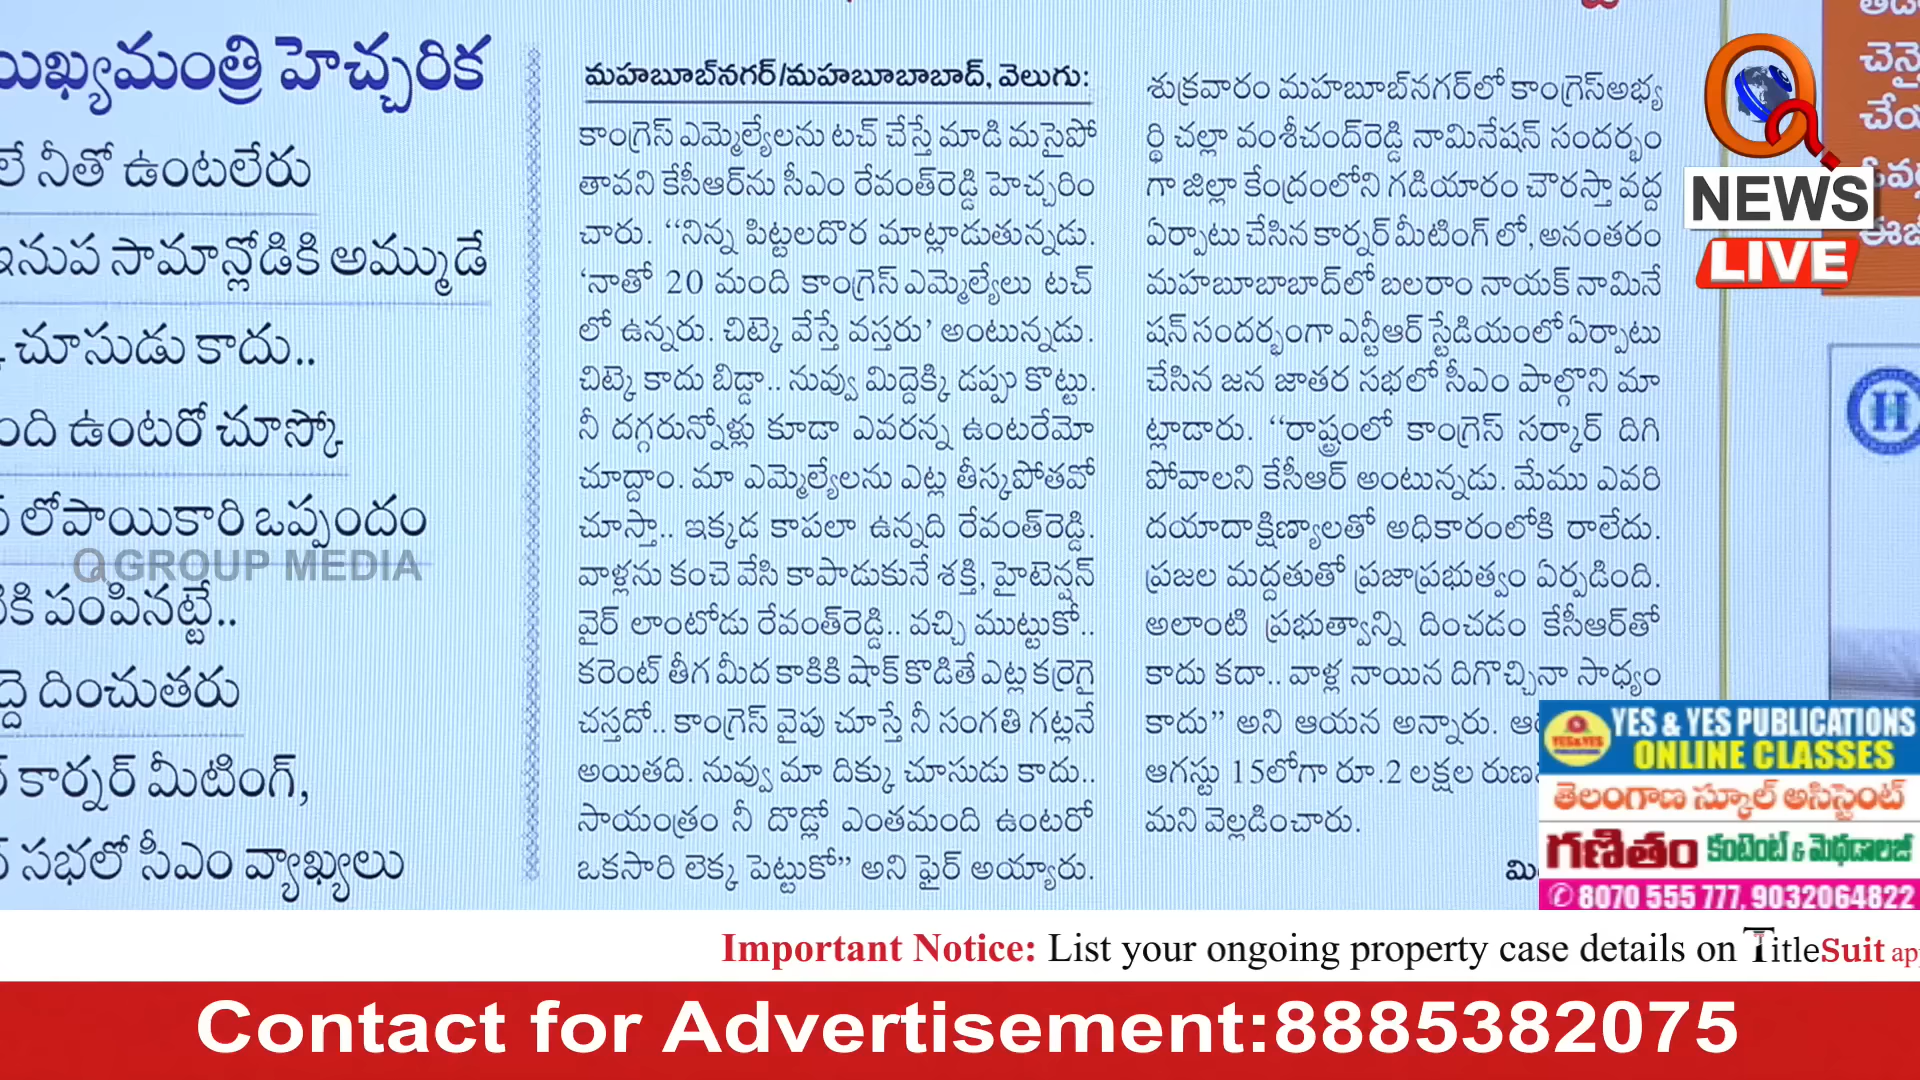 ముఖ్యమంత్రి హెచ్చరిక
లే నీతో ఉంటలేరు
ఇనుప సామాన్లోడికి అమ్ముడే
చూసుడు కాదు..
ంది ఉంటరో చూస్కో
లోపాయికారి ఒప్పందం
కి పంపినట్టే..
ద్దె దించుతరు
కార్నర్ మీటింగ్,
సభలో సీఎం వ్యాఖ్యలు
Q GROUP MEDIA
మహబూబ్​నగర్/మహబూబాబాద్, వెలుగు:
కాంగ్రెస్ ఎమ్మెల్యేలను టచ్ చేస్తే మాడి మసైపో
తావని కేసీఆర్​ను సీఎం రేవంత్​రెడ్డి హెచ్చరిం
చారు. “నిన్న పిట్టలదొర మాట్లాడుతున్నడు.
‘నాతో 20 మంది కాంగ్రెస్ ఎమ్మెల్యేలు టచ్
లో ఉన్నరు. చిట్కె వేస్తే వస్తరు’ అంటున్నడు.
చిట్కె కాదు బిడ్డా.. నువ్వు మిద్దెక్కి డప్పు కొట్టు.
నీ దగ్గరున్నోళ్లు కూడా ఎవరన్న ఉంటరేమో
చూద్దాం. మా ఎమ్మెల్యేలను ఎట్ల తీస్కపోతవో
చూస్తా.. ఇక్కడ కాపలా ఉన్నది రేవంత్​రెడ్డి.
వాళ్లను కంచె వేసి కాపాడుకునే శక్తి, హైటెన్షన్
వైర్ లాంటోడు రేవంత్​రెడ్డి.. వచ్చి ముట్టుకో..
కరెంట్ తీగ మీద కాకికి షాక్ కొడితే ఎట్ల కర్రెగై
చస్తదో.. కాంగ్రెస్ వైపు చూస్తే నీ సంగతి గట్లనే
అయితది. నువ్వు మా దిక్కు చూసుడు కాదు..
సాయంత్రం నీ దొడ్లో ఎంతమంది ఉంటరో
ఒకసారి లెక్క పెట్టుకో” అని ఫైర్ అయ్యారు.
శుక్రవారం మహబూబ్​నగర్​లో కాంగ్రెస్ అభ్య
ర్థి చల్లా వంశీచంద్​రెడ్డి నామినేషన్ సందర్భం
గా జిల్లా కేంద్రంలోని గడియారం చౌరస్తా వద్ద
ఏర్పాటు చేసిన కార్నర్ మీటింగ్ లో, అనంతరం
మహబూబాబాద్​లో బలరాం నాయక్ నామినే
షన్ సందర్భంగా ఎన్టీఆర్ స్టేడియంలో ఏర్పాటు
చేసిన జన జాతర సభలో సీఎం పాల్గొని మా
ట్లాడారు. “రాష్ట్రంలో కాంగ్రెస్ సర్కార్ దిగి
పోవాలని కేసీఆర్ అంటున్నడు. మేము ఎవరి
దయాదాక్షిణ్యాలతో అధికారంలోకి రాలేదు.
ప్రజల మద్దతుతో ప్రజాప్రభుత్వం ఏర్పడింది.
అలాంటి ప్రభుత్వాన్ని దించడం కేసీఆర్​తో
కాదు కదా.. వాళ్ల నాయిన దిగొచ్చినా సాధ్యం
కాదు” అని ఆయన అన్నారు.
ఆగస్టు 15లోగా రూ.2 లక్షల రుణ
మని వెల్లడించారు.
చెన్నై
చేయ
Q
NEWS
LIVE
H
YES & YES PUBLICATIONS
ONLINE CLASSES
YES&YES
తెలంగాణ స్కూల్ అసిస్టెంట్
గణితం కంటెంట్ & మెథడాలజీ
8070 555 777, 9032064822
Important Notice: List your ongoing property case details on TitleSuit app
Contact for Advertisement:8885382075